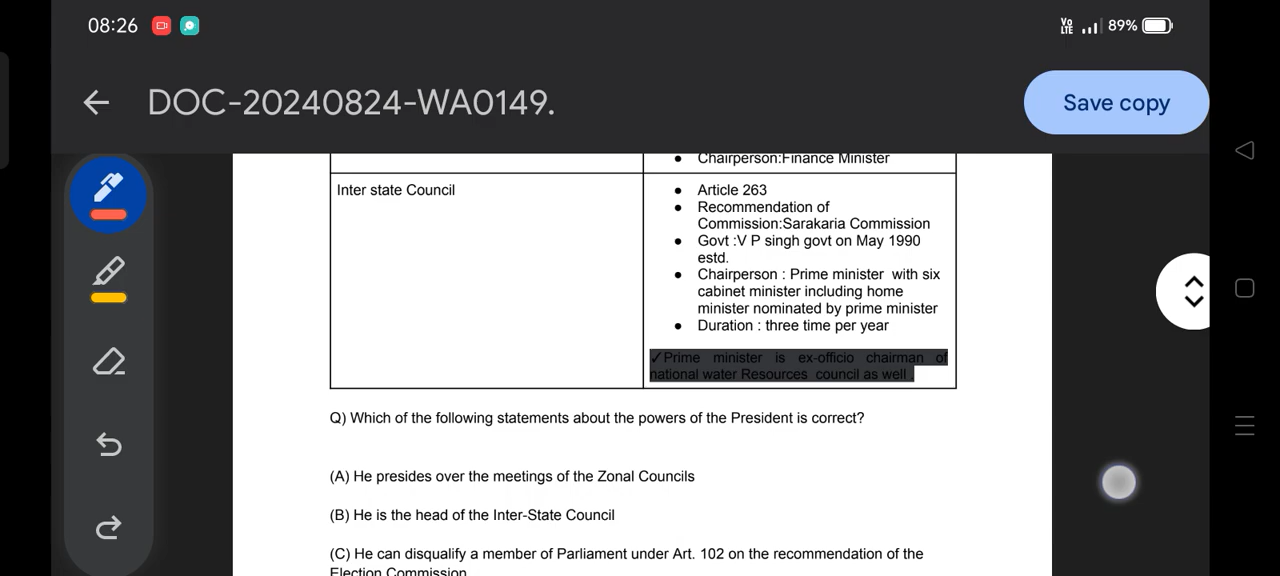 08:26
Vo LTE 89%
DOC-20240824-WA0149.
Save copy
Chairperson:Finance Minister
Inter state Council
● Article 263
● Recommendation of
Commission:Sarakaria Commission
● Govt :V P singh govt on May 1990
estd.
● Chairperson : Prime minister with six
cabinet minister including home
minister nominated by prime minister
● Duration : three time per year
✓Prime minister is ex-officio chairman of
national water Resources council as well .
Q) Which of the following statements about the powers of the President is correct?
(A) He presides over the meetings of the Zonal Councils
(B) He is the head of the Inter-State Council
(C) He can disqualify a member of Parliament under Art. 102 on the recommendation of the
Election Commission